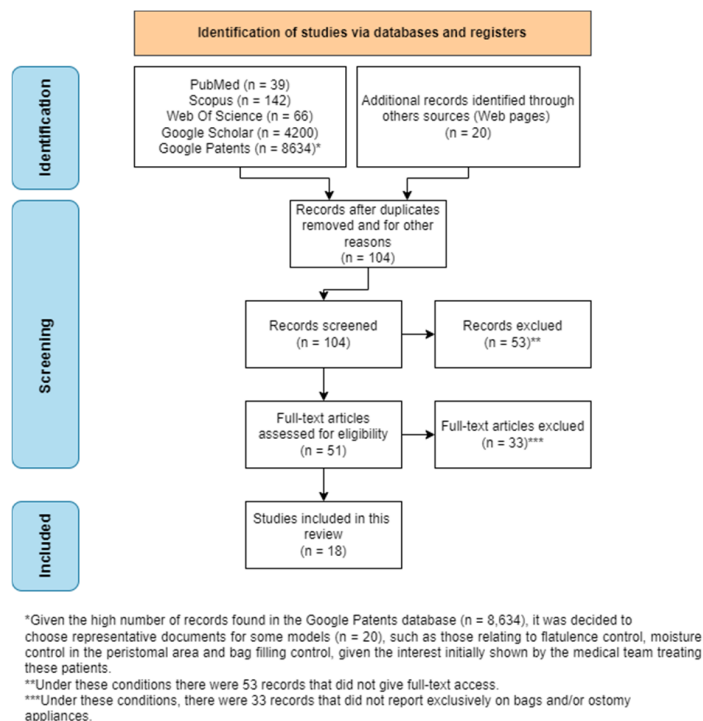 Identification of studies via databases and registers
Identification
PubMed (n = 39)
Scopus (n = 142)
Web Of Science (n = 66)
Google Scholar (n = 4200)
Google Patents (n = 8634)*
Additional records identified through
others sources (Web pages)
(n = 20)
Screening
Records after duplicates
removed and for other
reasons
(n = 104)
Records screened
(n = 104)
Records exclued
(n = 53)**
Full-text articles
assessed for eligibility
(n = 51)
Full-text articles exclued
(n = 33)***
Included
Studies included in this
review
(n = 18)
*Given the high number of records found in the Google Patents database (n = 8,634), it was decided to
choose representative documents for some models (n = 20), such as those relating to flatulence control, moisture
control in the peristomal area and bag filling control, given the interest initially shown by the medical team treating
these patients.
**Under these conditions there were 53 records that did not give full-text access.
***Under these conditions, there were 33 records that did not report exclusively on bags and/or ostomy
appliances.